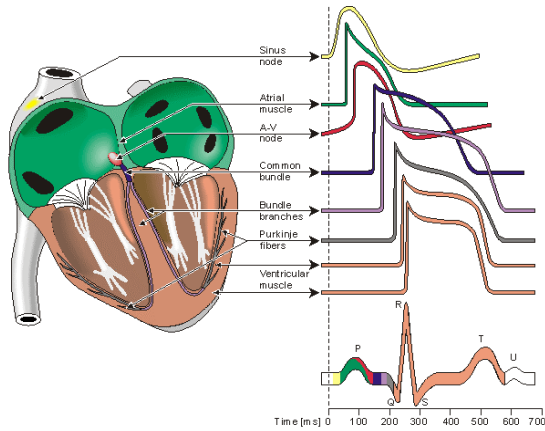 Sinus
node
Atrial
muscle
A-V
node
Common
bundle
Bundle
branches
Purkinje
fibers
Ventricular
muscle
R
P
T
U
Q
S
Time [ms]
0 100 200 300 400 500 600 700